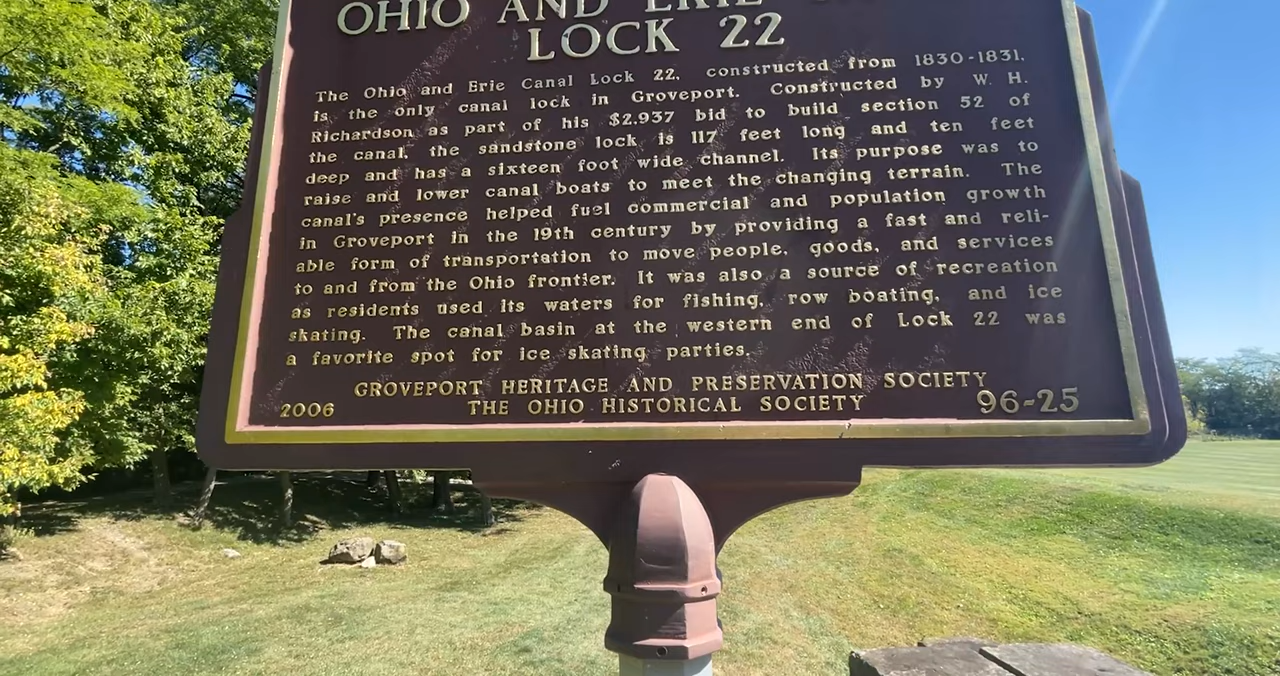 OHIO AND ERIE
LOCK 22
The Ohio and Erie Canal Lock 22, constructed from 1830-1831,
is the only canal lock in Groveport. Constructed by W. H.
Richardson as part of his $2,937 bid to build section 52 of
the canal, the sandstone lock is 117 feet long and ten feet
deep and has a sixteen foot wide channel. Its purpose was to
raise and lower canal boats to meet the changing terrain. The
canal's presence helped fuel commercial and population growth
in Groveport in the 19th century by providing a fast and reli-
able form of transportation to move people, goods, and services
to and from the Ohio frontier. It was also a source of recreation
as residents used its waters for fishing, row boating, and ice
skating. The canal basin at the western end of Lock 22 was
a favorite spot for ice skating parties.
GROVEPORT HERITAGE AND PRESERVATION SOCIETY
2006 THE OHIO HISTORICAL SOCIETY 96-25